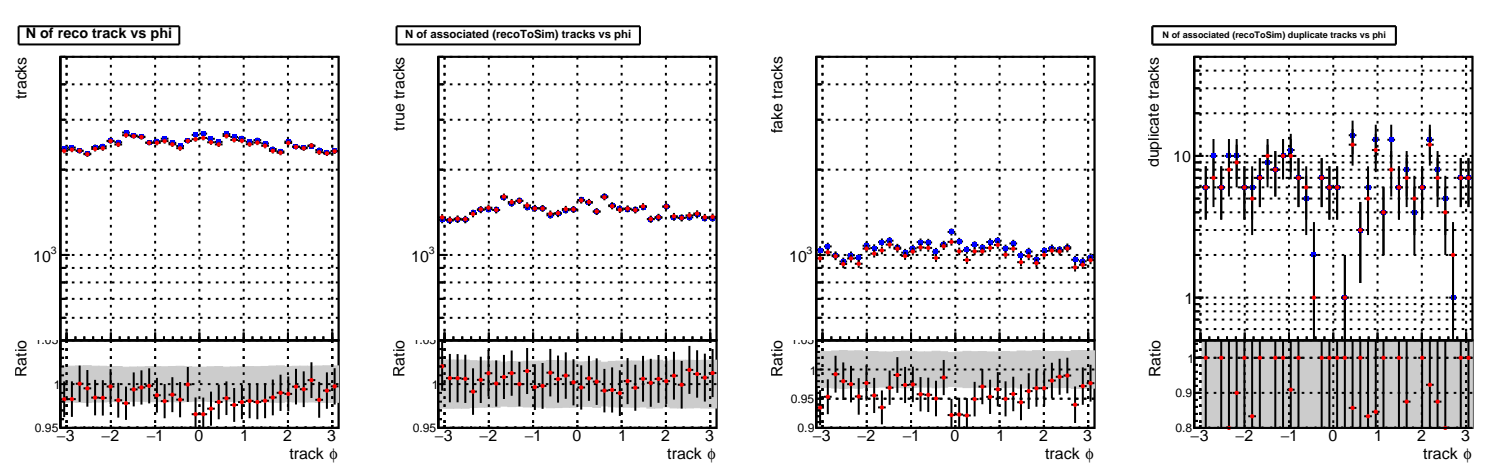 N of reco track vs phi
tracks
10³
Ratio
1
0.95
−3 −2 −1 0 1 2 3
track ϕ
N of associated (recoToSim) tracks vs phi
true tracks
10³
Ratio
1
0.95
−3 −2 −1 0 1 2 3
track ϕ
fake tracks
10³
Ratio
1
0.95
0.9
−3 −2 −1 0 1 2 3
track ϕ
N of associated (recoToSim) duplicate tracks vs phi
duplicate tracks
10
1
Ratio
1
0.9
0.8
−3 −2 −1 0 1 2 3
track ϕ